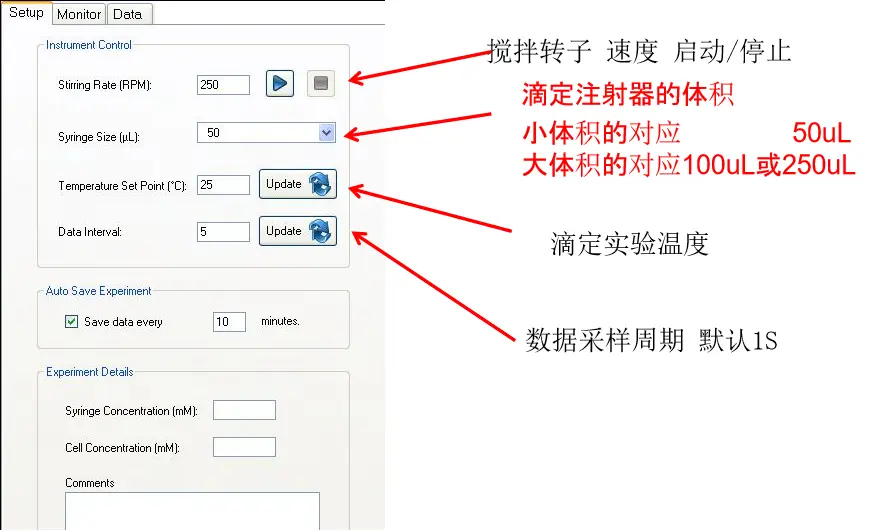 Setup Monitor Data
Instrument Control
Stirring Rate (RPM): 250
搅拌转子 速度 启动/停止
滴定注射器的体积
Syringe Size (µL): 50
小体积的对应 50uL
大体积的对应100uL或250uL
Temperature Set Point (°C): 25 Update
滴定实验温度
Data Interval: 5 Update
数据采样周期 默认1S
Auto Save Experiment
Save data every 10 minutes.
Experiment Details
Syringe Concentration (mM):
Cell Concentration (mM):
Comments